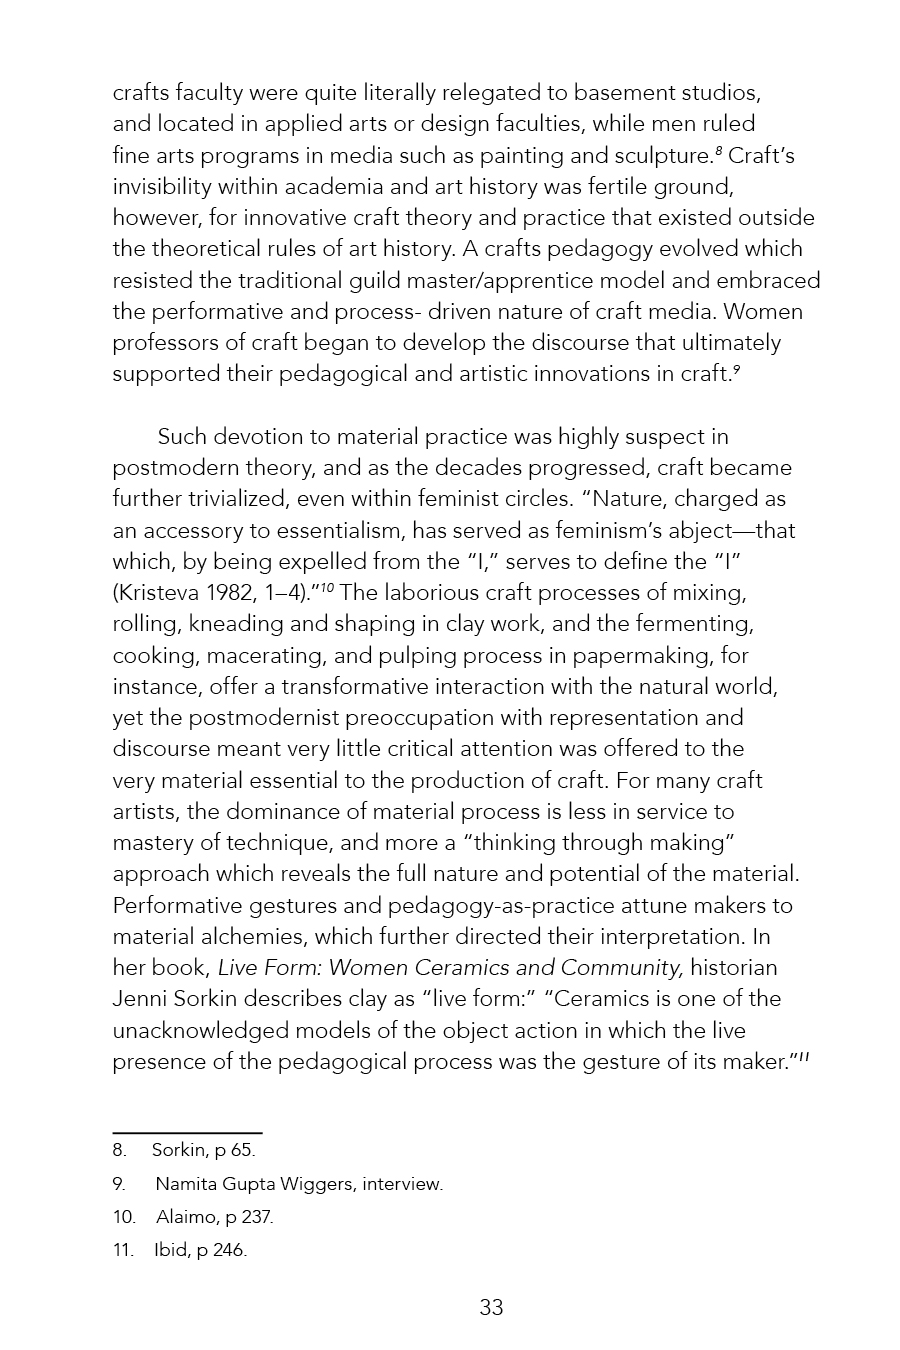 crafts faculty were quite literally relegated to basement studios,
and located in applied arts or design faculties, while men ruled
fine arts programs in media such as painting and sculpture.⁸ Craft’s
invisibility within academia and art history was fertile ground,
however, for innovative craft theory and practice that existed outside
the theoretical rules of art history. A crafts pedagogy evolved which
resisted the traditional guild master/apprentice model and embraced
the performative and process- driven nature of craft media. Women
professors of craft began to develop the discourse that ultimately
supported their pedagogical and artistic innovations in craft.⁹
Such devotion to material practice was highly suspect in
postmodern theory, and as the decades progressed, craft became
further trivialized, even within feminist circles. “Nature, charged as
an accessory to essentialism, has served as feminism’s abject—that
which, by being expelled from the “I,” serves to define the “I”
(Kristeva 1982, 1–4).”¹⁰ The laborious craft processes of mixing,
rolling, kneading and shaping in clay work, and the fermenting,
cooking, macerating, and pulping process in papermaking, for
instance, offer a transformative interaction with the natural world,
yet the postmodernist preoccupation with representation and
discourse meant very little critical attention was offered to the
very material essential to the production of craft. For many craft
artists, the dominance of material process is less in service to
mastery of technique, and more a “thinking through making”
approach which reveals the full nature and potential of the material.
Performative gestures and pedagogy-as-practice attune makers to
material alchemies, which further directed their interpretation. In
her book, Live Form: Women Ceramics and Community, historian
Jenni Sorkin describes clay as “live form:” “Ceramics is one of the
unacknowledged models of the object action in which the live
presence of the pedagogical process was the gesture of its maker.”¹¹
8. Sorkin, p 65.
9. Namita Gupta Wiggers, interview.
10. Alaimo, p 237.
11. Ibid, p 246.
33